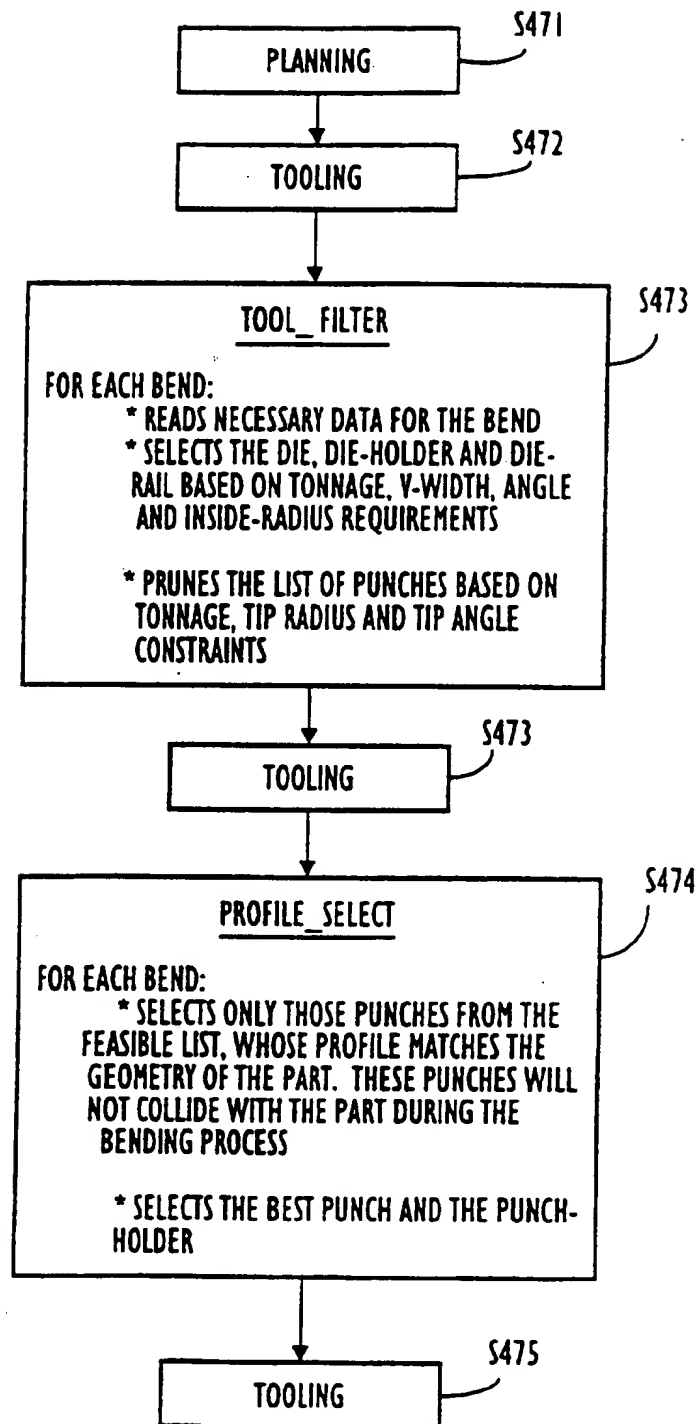 S471
PLANNING
S472
TOOLING
S473
TOOL_ FILTER
FOR EACH BEND:
* READS NECESSARY DATA FOR THE BEND
* SELECTS THE DIE, DIE-HOLDER AND DIE-
RAIL BASED ON TONNAGE, V-WIDTH, ANGLE
AND INSIDE-RADIUS REQUIREMENTS
* PRUNES THE LIST OF PUNCHES BASED ON
TONNAGE, TIP RADIUS AND TIP ANGLE
CONSTRAINTS
S473
TOOLING
S474
PROFILE_SELECT
FOR EACH BEND:
* SELECTS ONLY THOSE PUNCHES FROM THE
FEASIBLE LIST, WHOSE PROFILE MATCHES THE
GEOMETRY OF THE PART. THESE PUNCHES WILL
NOT COLLIDE WITH THE PART DURING THE
BENDING PROCESS
* SELECTS THE BEST PUNCH AND THE PUNCH-
HOLDER
S475
TOOLING